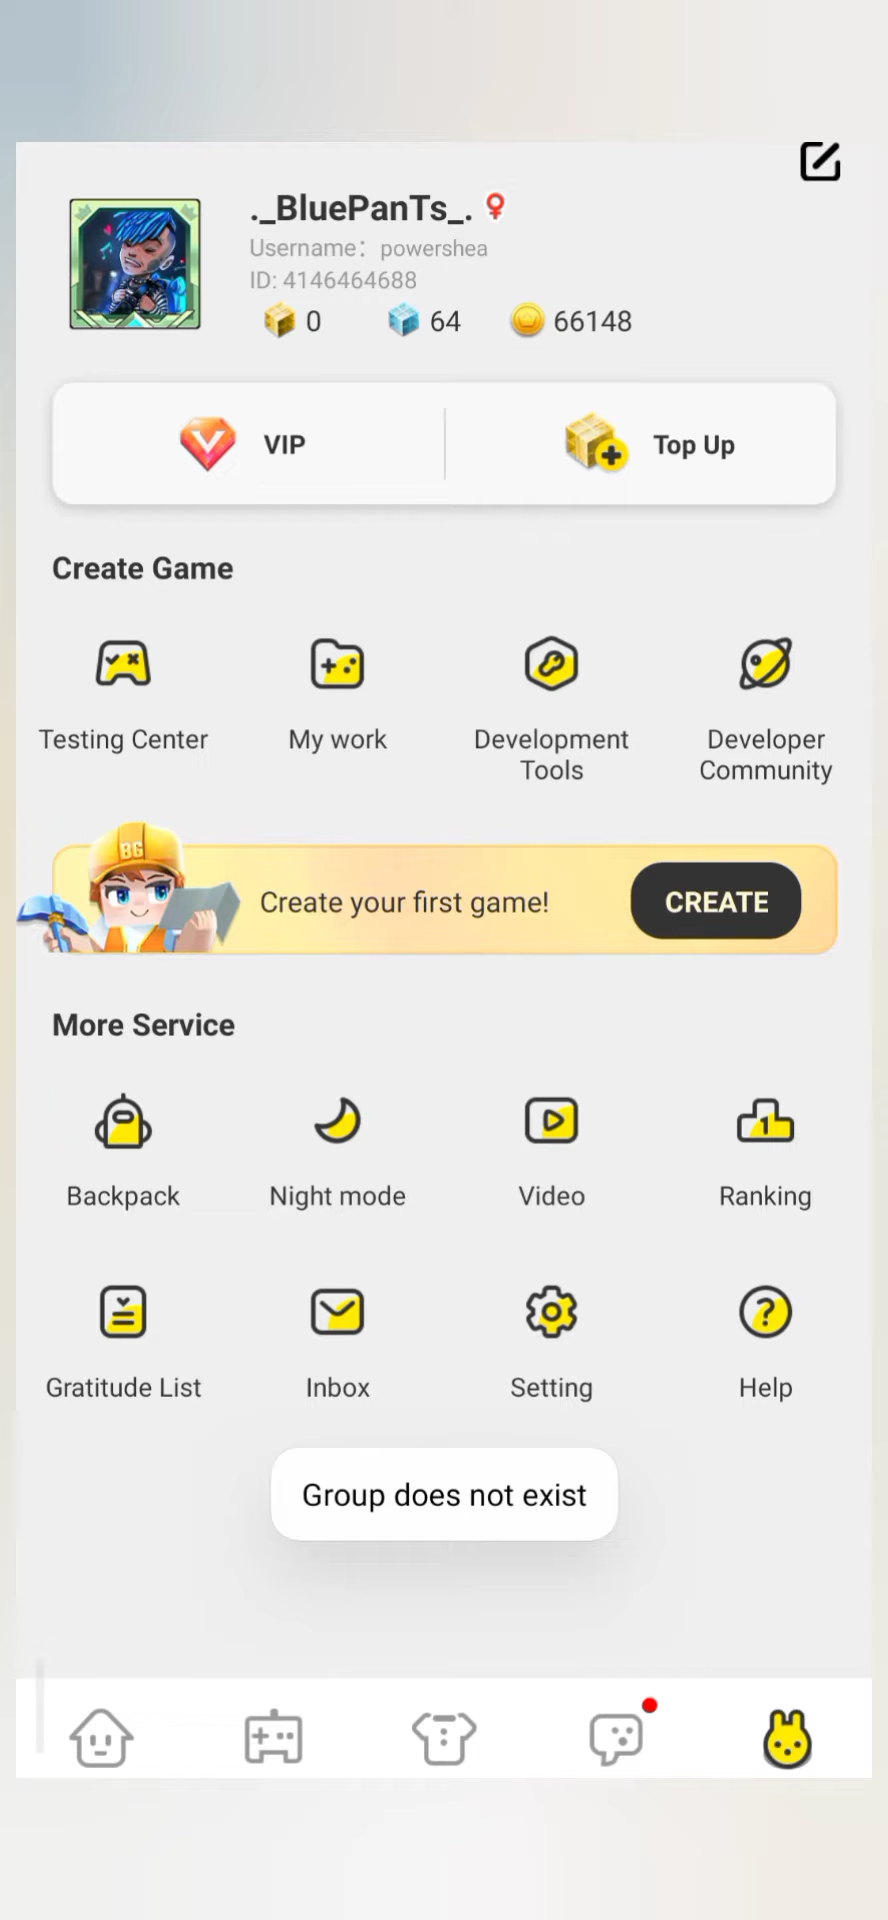 ._BluePanTs_.
Username: powershea
ID: 4146464688
0 64 66148
VIP Top Up
Create Game
Testing Center My work Development Tools Developer Community
BG
Create your first game! CREATE
More Service
Backpack Night mode Video Ranking
1
Gratitude List Inbox Setting Help
Group does not exist